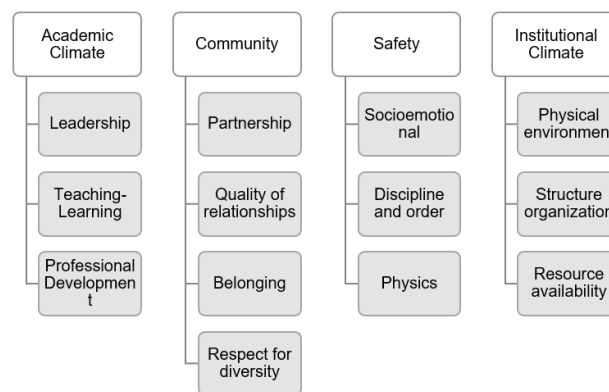 Academic
Climate
Leadership
Teaching-
Learning
Professional
Developmen
t
Community
Partnership
Quality of
relationships
Belonging
Respect for
diversity
Safety
Socioemotio
nal
Discipline
and order
Physics
Institutional
Climate
Physical
environmen
Structure
organization
Resource
availability